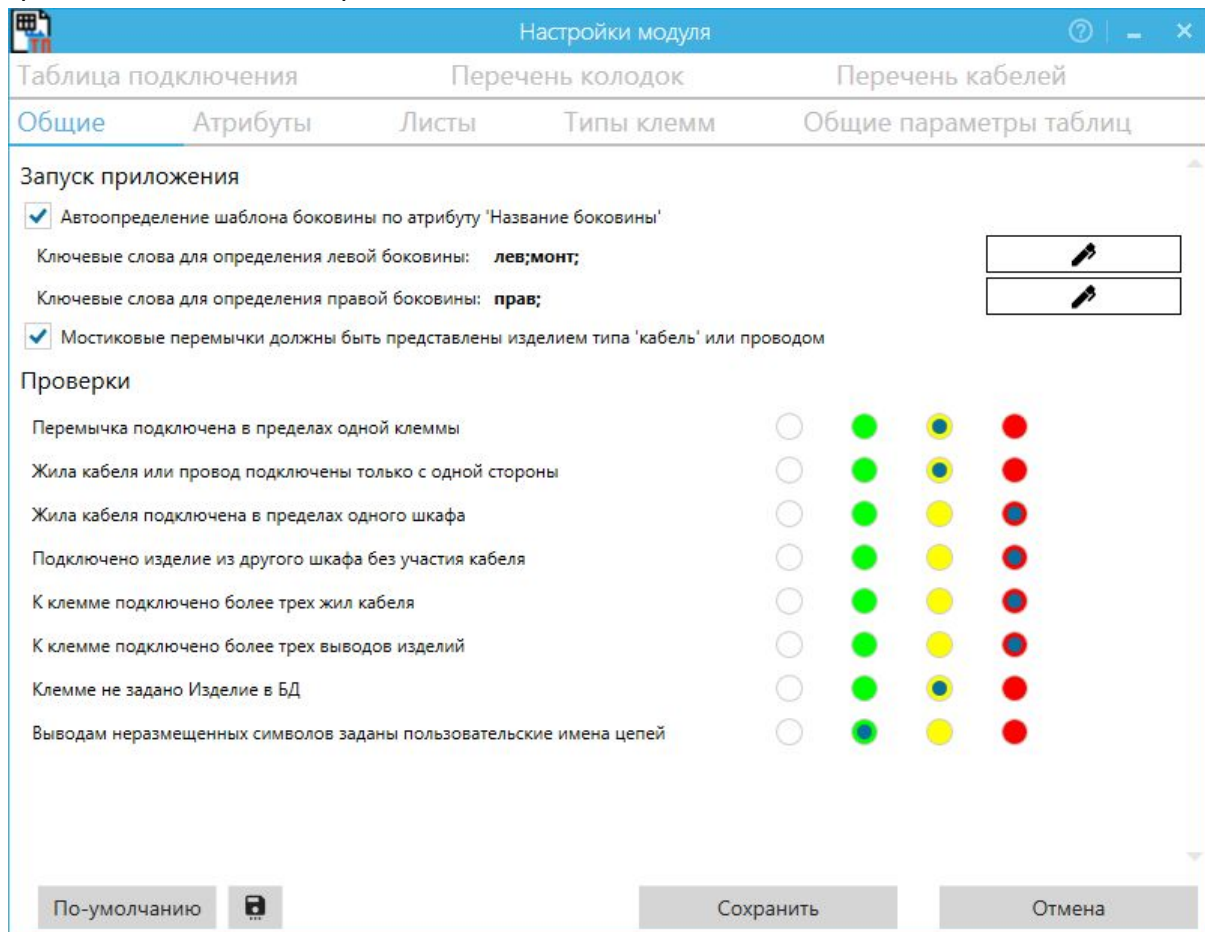 ТП
Настройки модуля
Таблица подключения Перечень колодок Перечень кабелей
Общие Атрибуты Листы Типы клемм Общие параметры таблиц
Запуск приложения
Автоопределение шаблона боковины по атрибуту 'Название боковины'
Ключевые слова для определения левой боковины: лев;монт;
Ключевые слова для определения правой боковины: прав;
Мостиковые перемычки должны быть представлены изделием типа 'кабель' или проводом
Проверки
Перемычка подключена в пределах одной клеммы
Жила кабеля или провод подключены только с одной стороны
Жила кабеля подключена в пределах одного шкафа
Подключено изделие из другого шкафа без участия кабеля
К клемме подключено более трех жил кабеля
К клемме подключено более трех выводов изделий
Клемме не задано Изделие в БД
Выводам неразмещенных символов заданы пользовательские имена цепей
По-умолчанию Сохранить Отмена